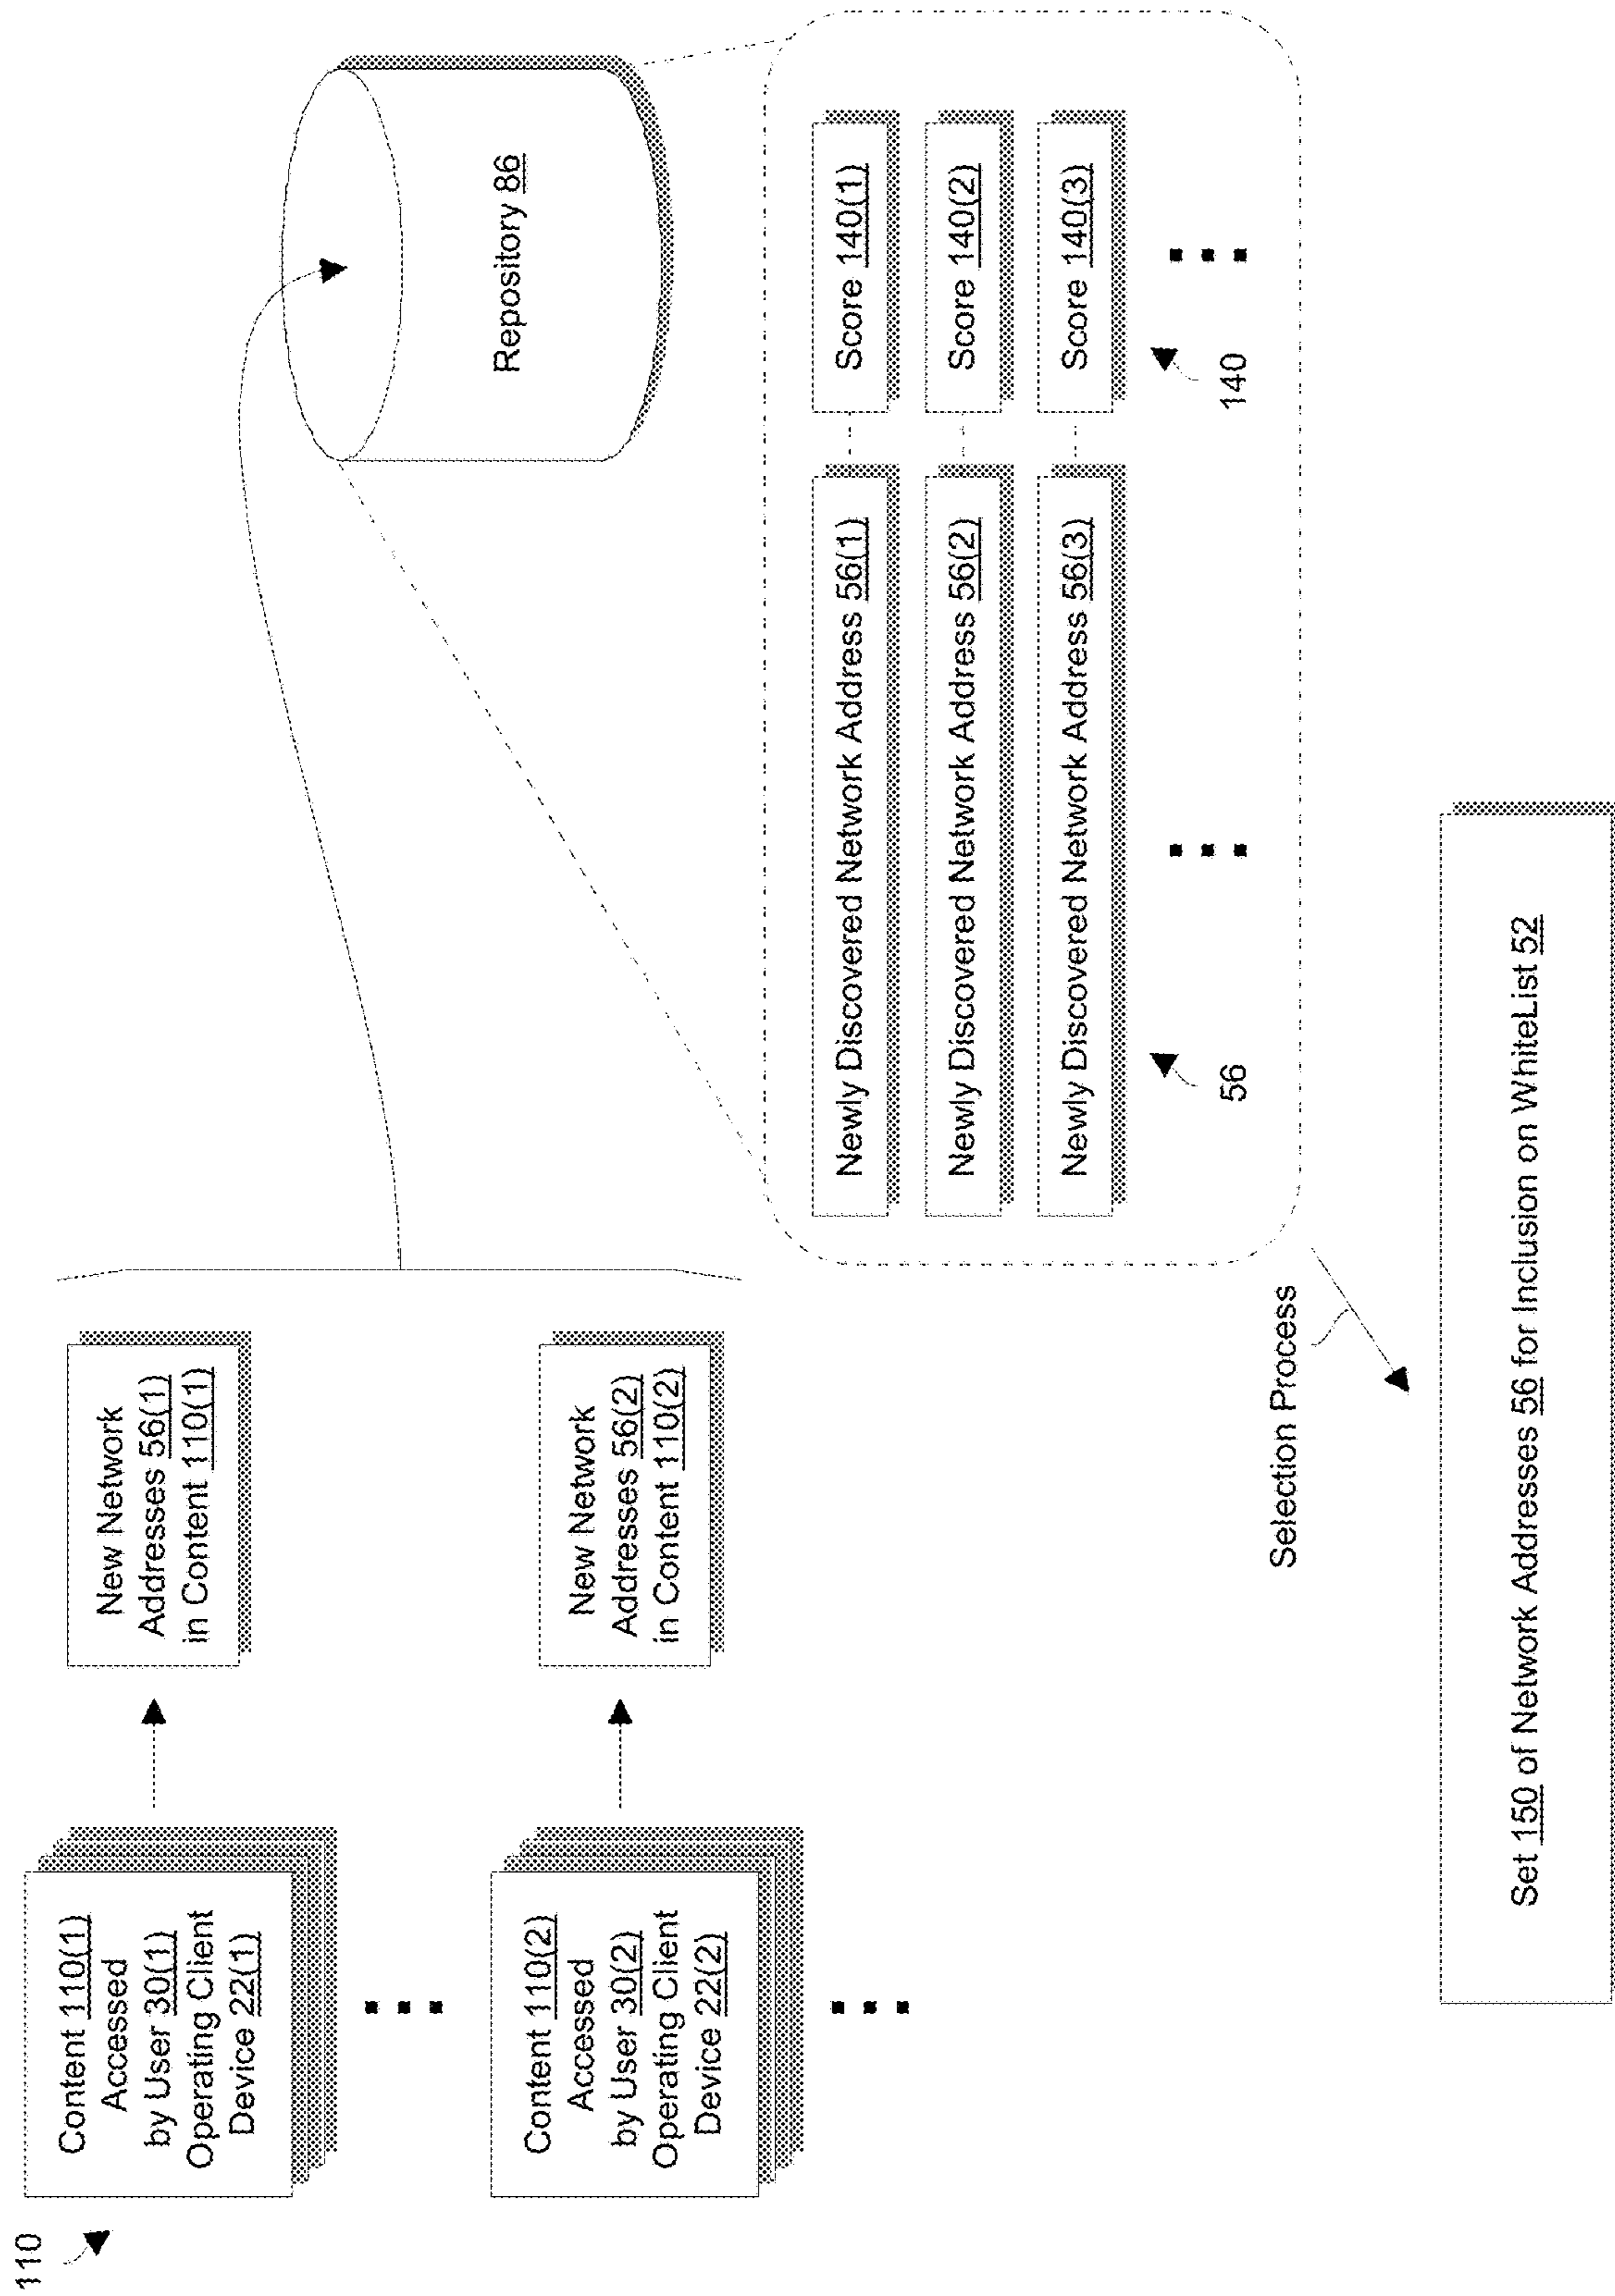 110
Content 110(1)
Accessed
by User 30(1)
Operating Client
Device 22(1)
New Network
Addresses 56(1)
in Content 110(1)
Content 110(2)
Accessed
by User 30(2)
Operating Client
Device 22(2)
New Network
Addresses 56(2)
in Content 110(2)
Repository 86
Newly Discovered Network Address 56(1)
Score 140(1)
Newly Discovered Network Address 56(2)
Score 140(2)
Newly Discovered Network Address 56(3)
Score 140(3)
56
140
Selection Process
Set 150 of Network Addresses 56 for Inclusion on WhiteList 52